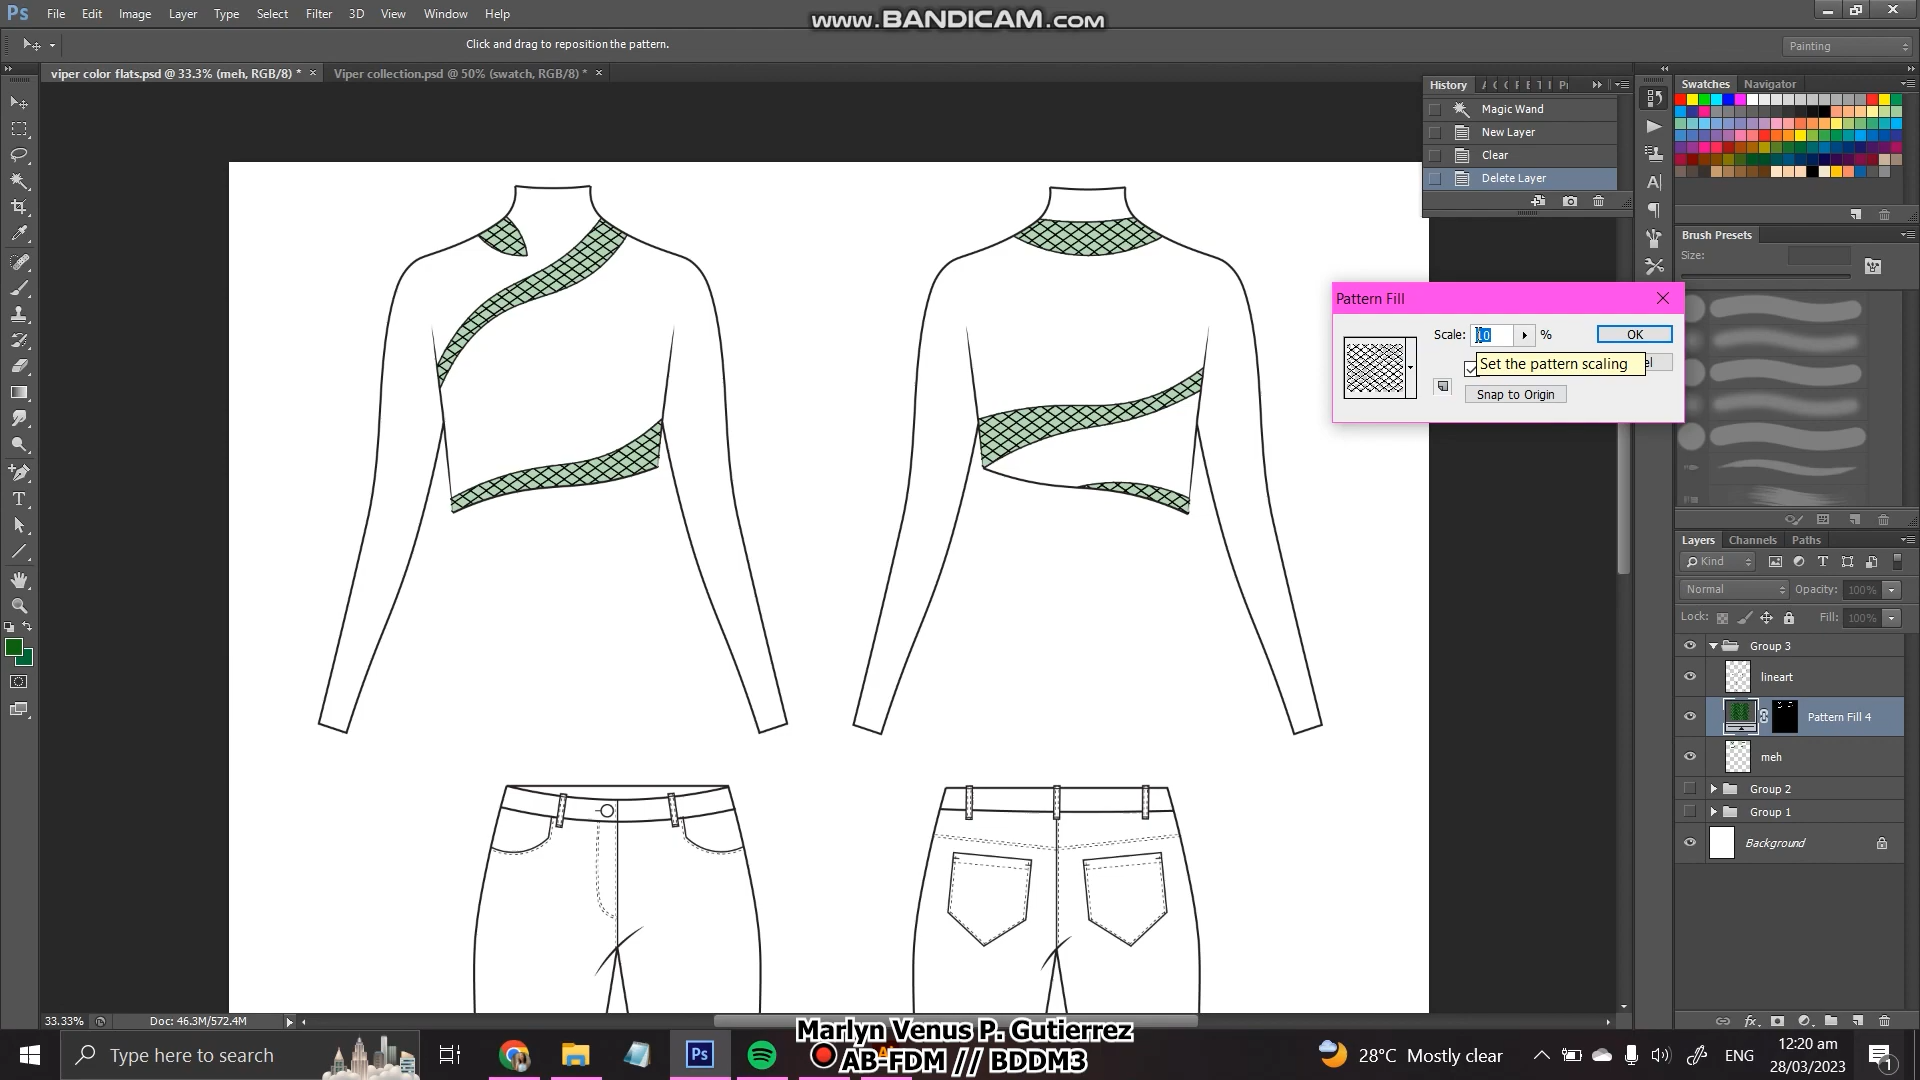 Ps File Edit Image Layer Type Select Filter 3D View Window Help
www.BANDICAM.com
Click and drag to reposition the pattern.
Painting
viper color flats.psd @ 33.3% (meh, RGB/8) * × Viper collection.psd @ 50% (swatch, RGB/8) * ×
History
Magic Wand
New Layer
Clear
Delete Layer
Swatches Navigator
Brush Presets
Size:
Pattern Fill
Scale: 10 % OK
Set the pattern scaling
Snap to Origin
Layers Channels Paths
Kind
Normal Opacity: 100%
Lock: Fill: 100%
Group 3
lineart
Pattern Fill 4
meh
Group 2
Group 1
Background
33.33% Doc: 46.3M/572.4M
Marlyn Venus P. Gutierrez
AB-FDM // BDDM3
Type here to search
Ps
28°C Mostly clear
ENG
12:20 am
28/03/2023
1